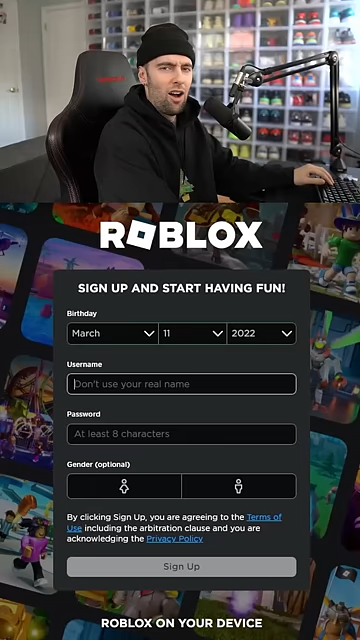 ROBLOX
SIGN UP AND START HAVING FUN!
Birthday
March 11 2022
Username
Don't use your real name
Password
At least 8 characters
Gender (optional)
By clicking Sign Up, you are agreeing to the Terms of
Use including the arbitration clause and you are
acknowledging the Privacy Policy
Sign Up
ROBLOX ON YOUR DEVICE